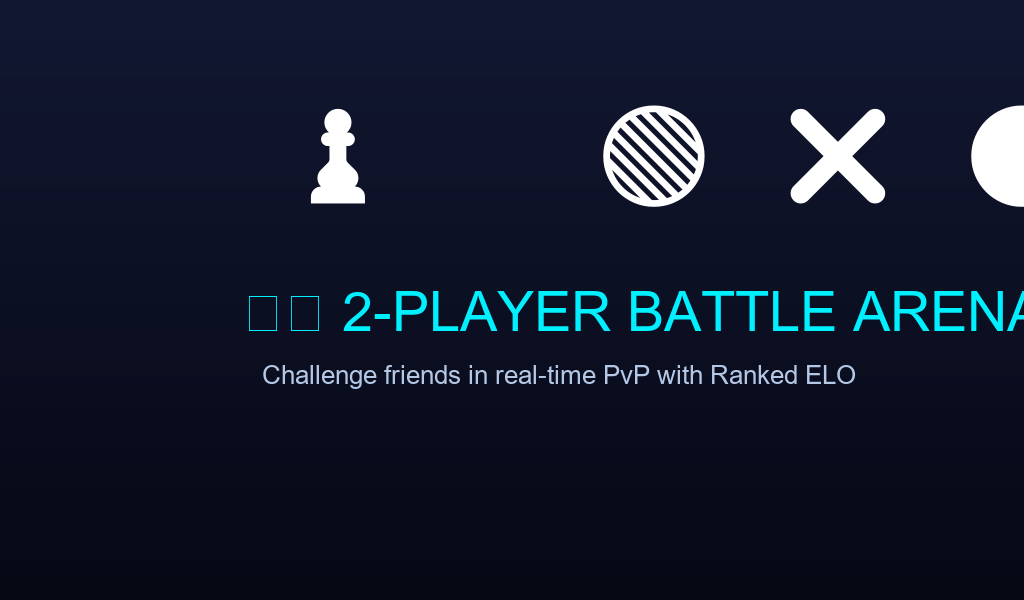 2-PLAYER BATTLE ARENA
Challenge friends in real-time PvP with Ranked ELO